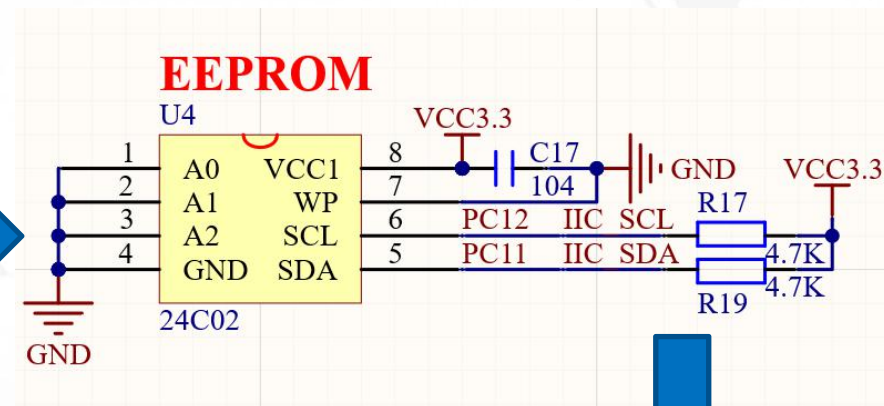 EEPROM
U4
VCC3.3
1 A0 VCC1 8 C17 GND VCC3.3
2 A1 WP 7 104 R17
3 A2 SCL 6 PC12 IIC SCL 4.7K
4 GND SDA 5 PC11 IIC SDA 4.7K
R19
24C02
GND